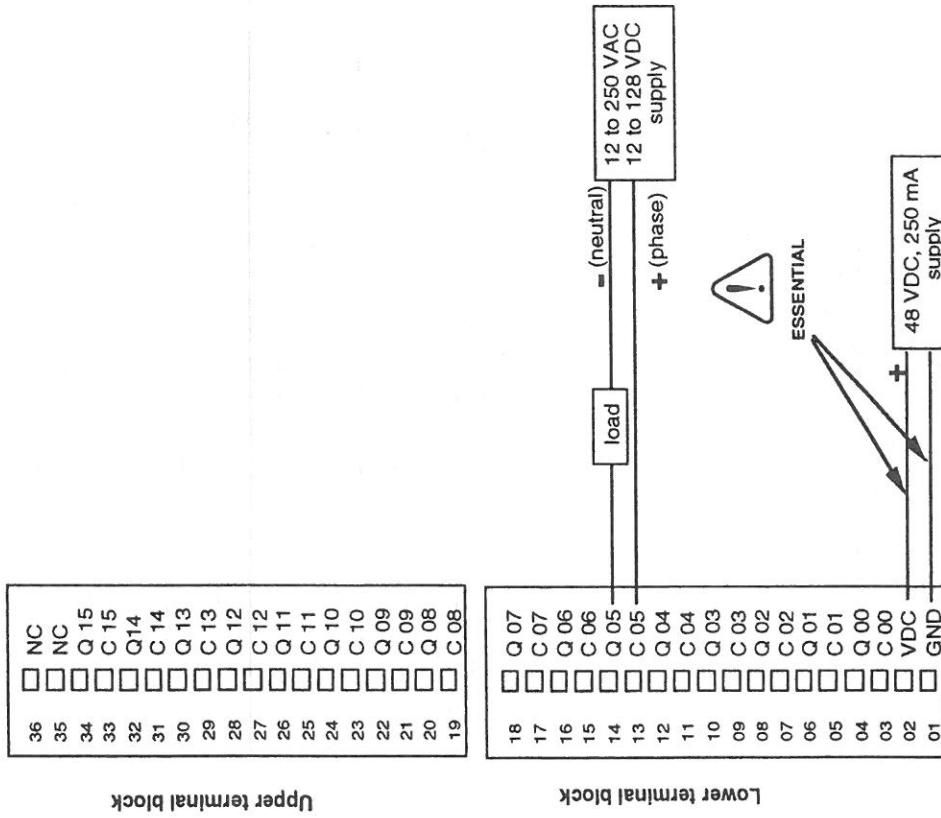 Upper terminal block
36 NC
35 NC
34 Q 15
33 C 15
32 Q14
31 C 14
30 Q 13
29 C 13
28 Q 12
27 C 12
26 Q 11
25 C 11
24 Q 10
23 C 10
22 Q 09
21 C 09
20 Q 08
19 C 08
Lower terminal block
18 Q 07
17 C 07
16 Q 06
15 C 06
14 Q 05
13 C 05
12 Q 04
11 C 04
10 Q 03
09 C 03
08 Q 02
07 C 02
06 Q 01
05 C 01
04 Q 00
03 C 00
02 VDC
01 GND
load
- (neutral)
+ (phase)
12 to 250 VAC
12 to 128 VDC
supply
!
ESSENTIAL
+
48 VDC, 250 mA
supply